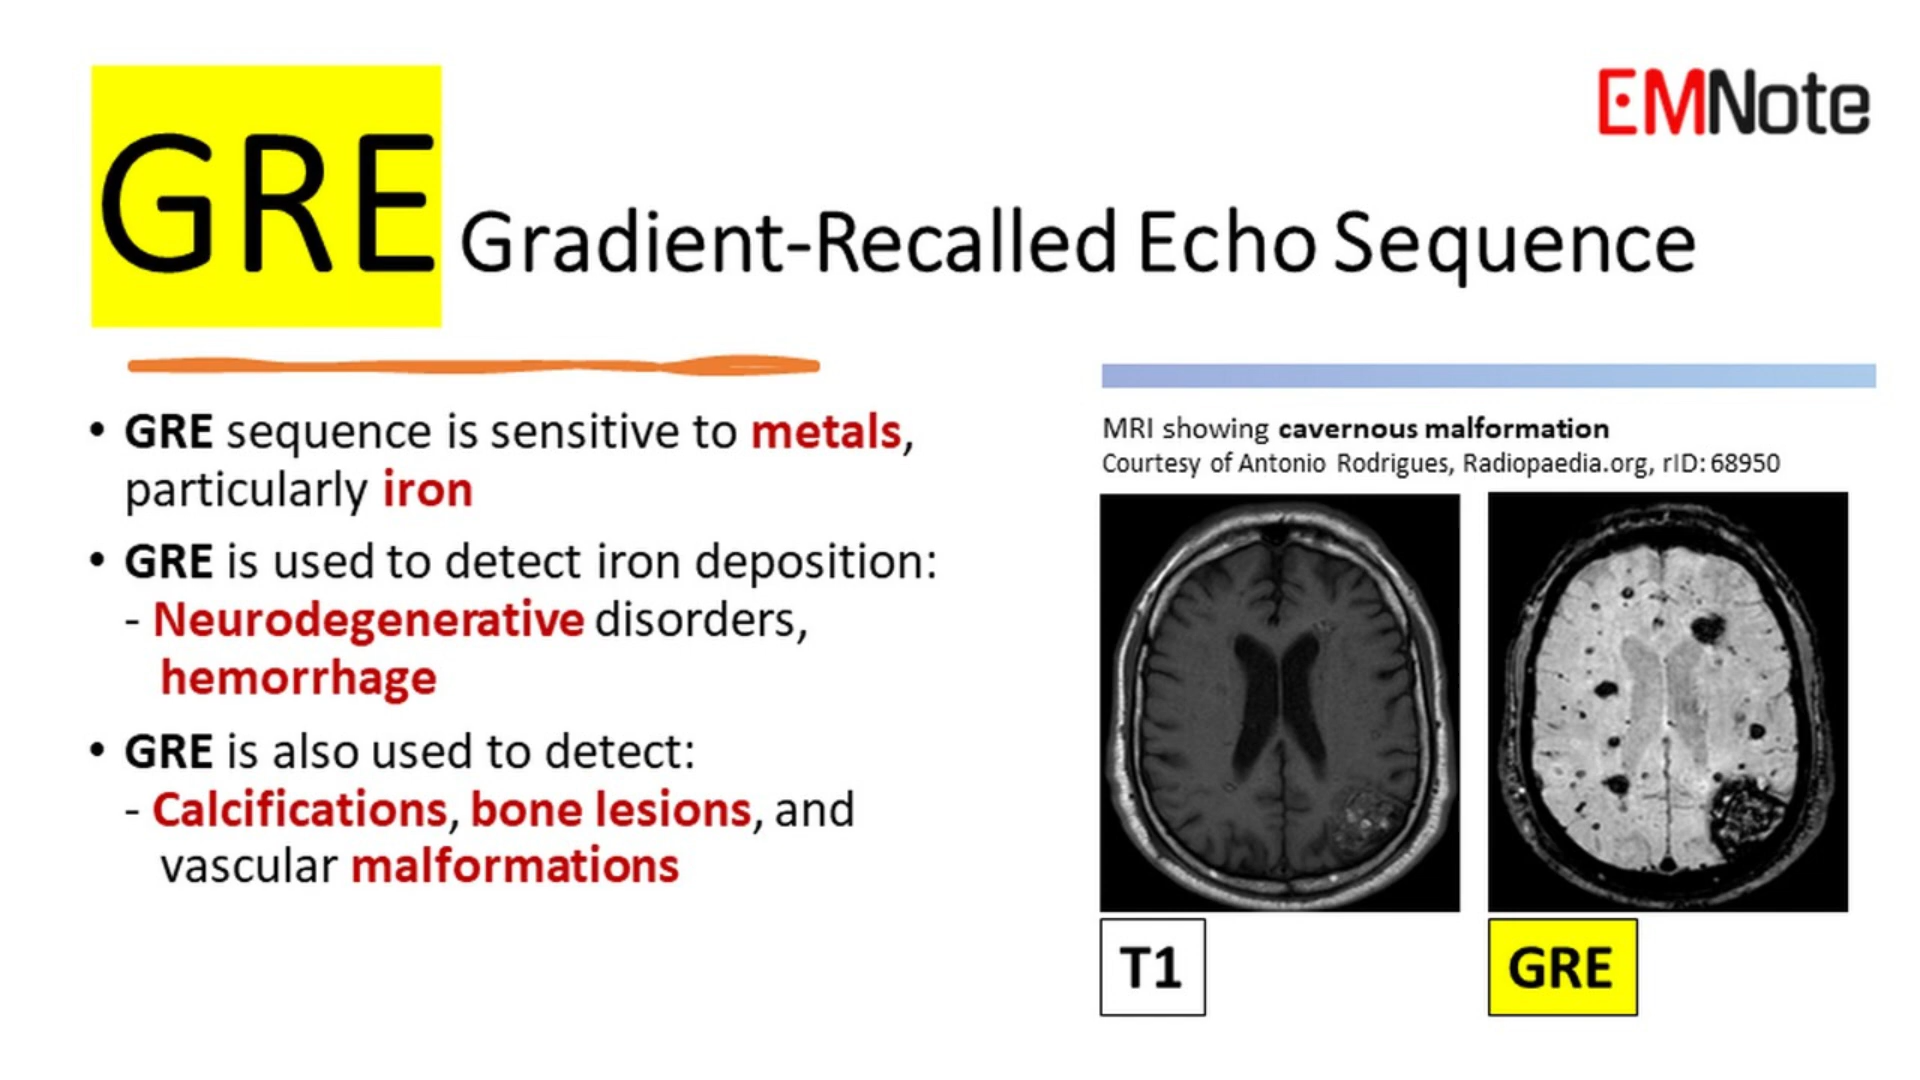 EMNote
GRE Gradient-Recalled Echo Sequence
• GRE sequence is sensitive to metals,
particularly iron
• GRE is used to detect iron deposition:
- Neurodegenerative disorders,
hemorrhage
• GRE is also used to detect:
- Calcifications, bone lesions, and
vascular malformations
MRI showing cavernous malformation
Courtesy of Antonio Rodrigues, Radiopaedia.org, rID: 68950
T1
GRE